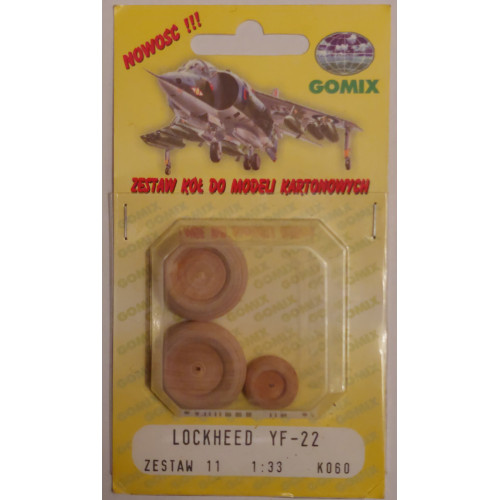 NOWOŚĆ !!!
GOMIX
ZESTAW KÓŁ DO MODELI KARTONOWYCH
LOCKHEED YF-22
ZESTAW 11 1:33 K060